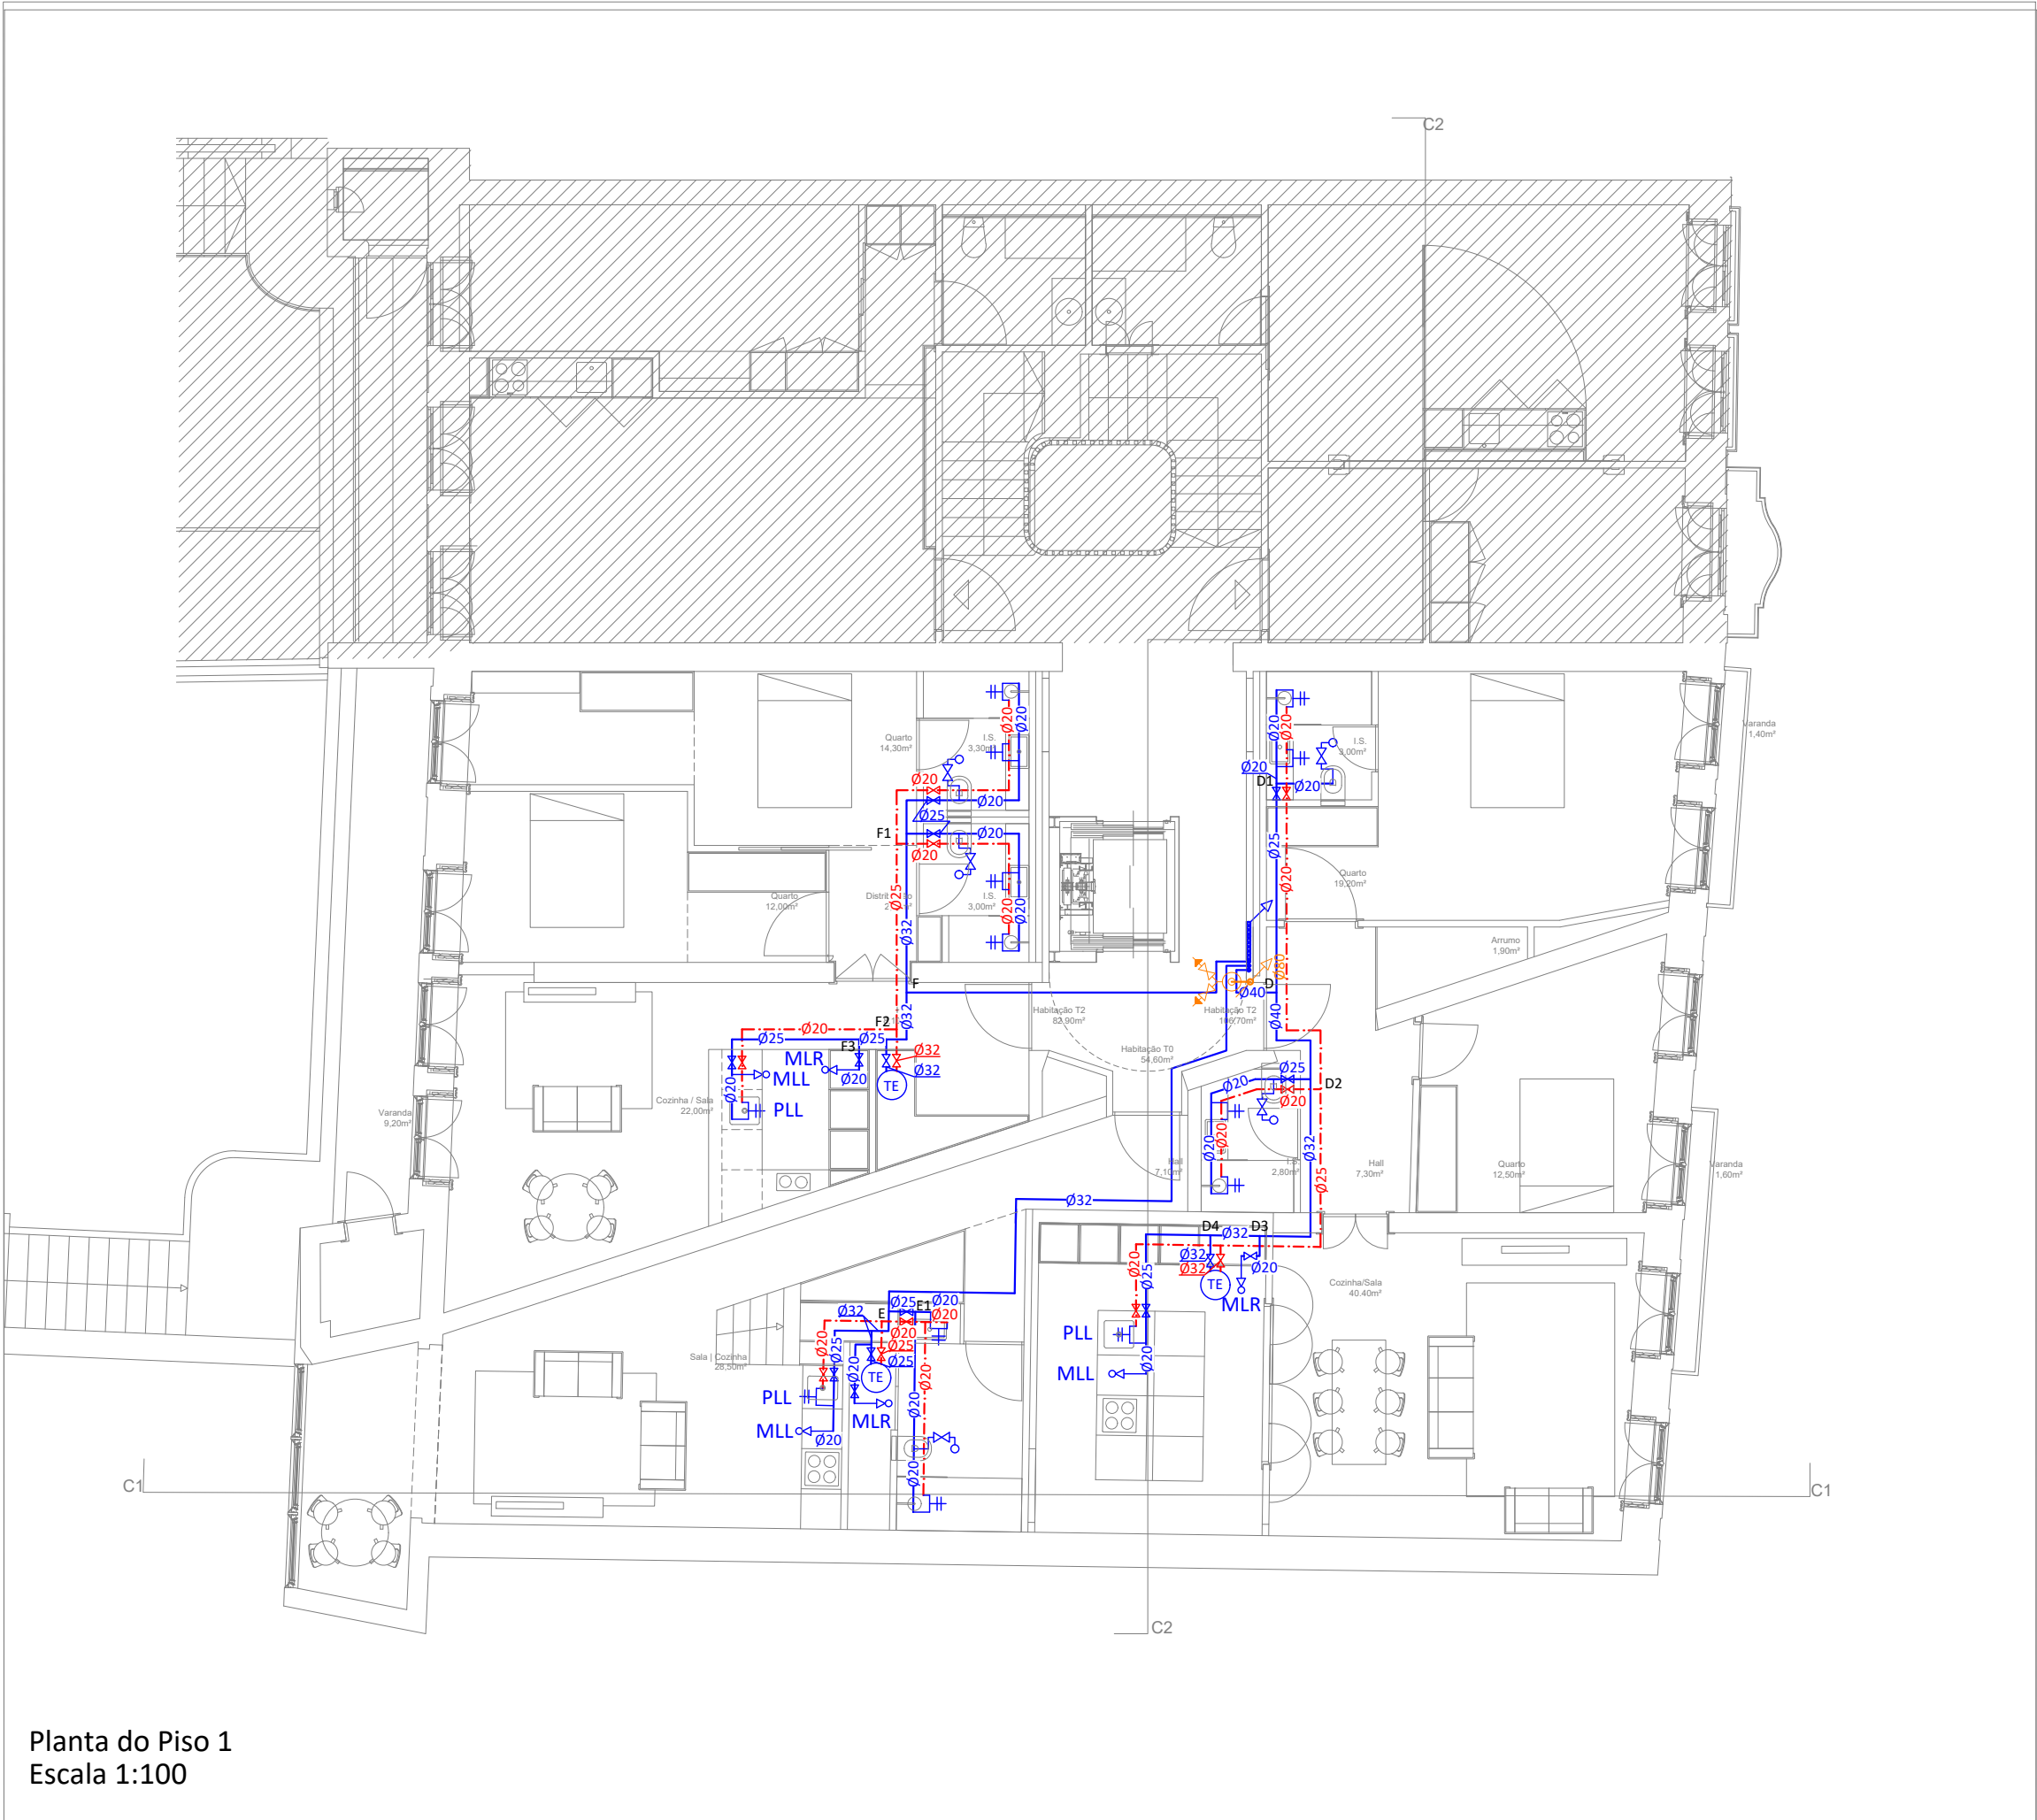 C2
Quarto
14,30m²
I.S.
3,30m²
Ø20
Ø20
Ø20
Ø20
Ø25
F1
Ø20
Ø20
Ø25
Quarto
12,00m²
I.S.
3,00m²
Ø20
Ø20
Ø32
F
Ø32
F2
Ø20
Ø25
Ø25
F3
Ø32
Ø32
MLR
MLL
Ø20
TE
Ø20
PLL
Cozinha / Sala
22,00m²
Varanda
9,20m²
Ø20
Ø20
I.S.
3,00m²
Ø20
D1
Ø20
Ø25
Ø20
Quarto
19,20m²
Varanda
1,40m²
Arrumo
1,90m²
Ø80
D
Ø40
Ø40
Habitação T2
82,90m²
Habitação T2
106,70m²
Habitação T0
54,60m²
Ø25
D2
Ø20
Ø20
Ø20
Ø20
Ø32
Ø25
Hall
7,10m²
I.S.
2,80m²
Hall
7,30m²
Quarto
12,50m²
Varanda
1,60m²
Ø32
D4
D3
Ø32
Ø32
Ø32
Ø20
Ø20
Ø25
TE
MLR
Cozinha/Sala
40.40m²
PLL
MLL
Ø20
Ø32
E
Ø25
E1
Ø20
Ø20
Ø20
Ø25
Ø25
Ø20
Ø25
Ø20
TE
Sala | Cozinha
28,50m²
PLL
MLL
Ø20
MLR
Ø20
Ø20
Ø20
C1
C1
C2
Planta do Piso 1
Escala 1:100